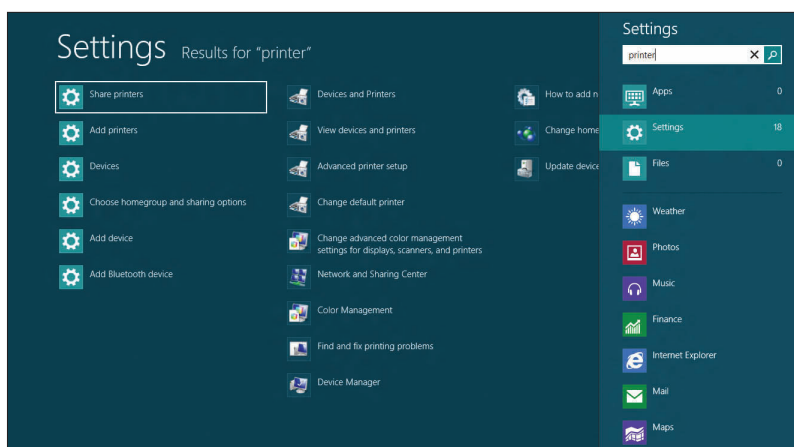 Settings Results for "printer"
Share printers
Add printers
Devices
Choose homegroup and sharing options
Add device
Add Bluetooth device
Devices and Printers
View devices and printers
Advanced printer setup
Change default printer
Change advanced color management
settings for displays, scanners, and printers
Network and Sharing Center
Color Management
Find and fix printing problems
Device Manager
How to add n
Change home
Update device
Settings
printer
Apps 0
Settings 18
Files 0
Weather
Photos
Music
Finance
Internet Explorer
Mail
Maps